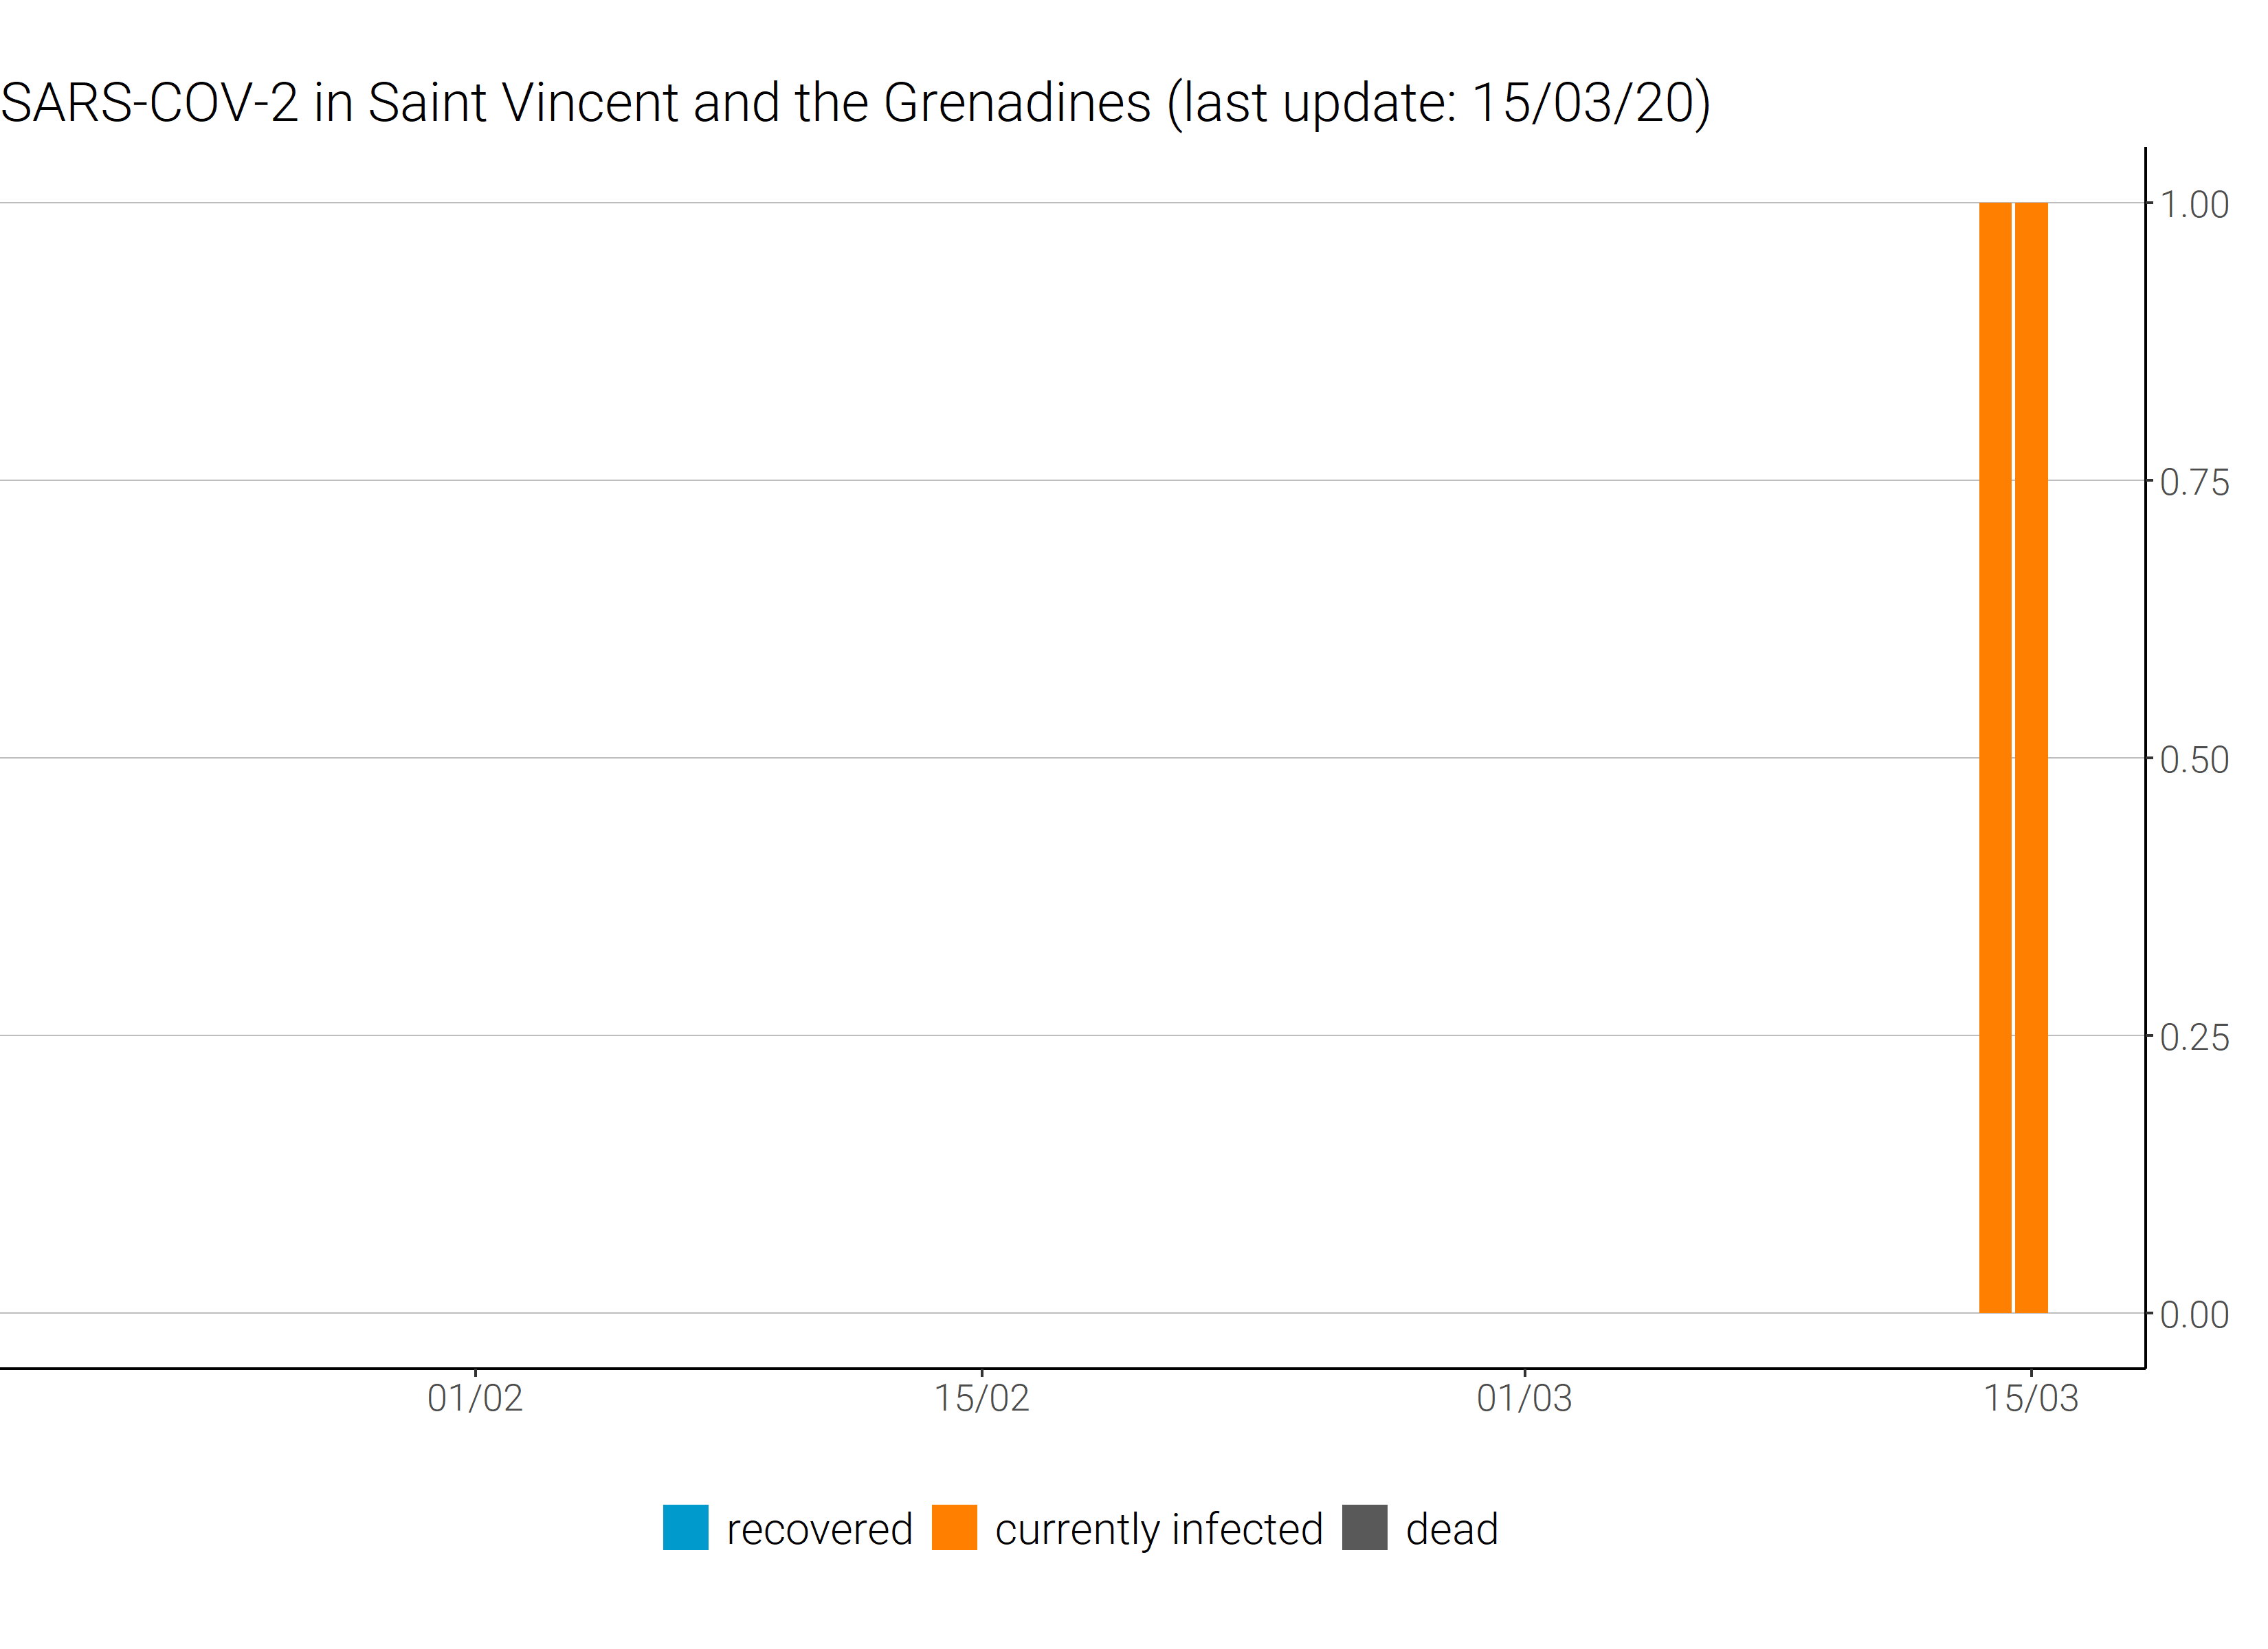 SARS-COV-2 in Saint Vincent and the Grenadines (last update: 15/03/20)
1.00
0.75
0.50
0.25
0.00
01/02 15/02 01/03 15/03
recovered currently infected dead